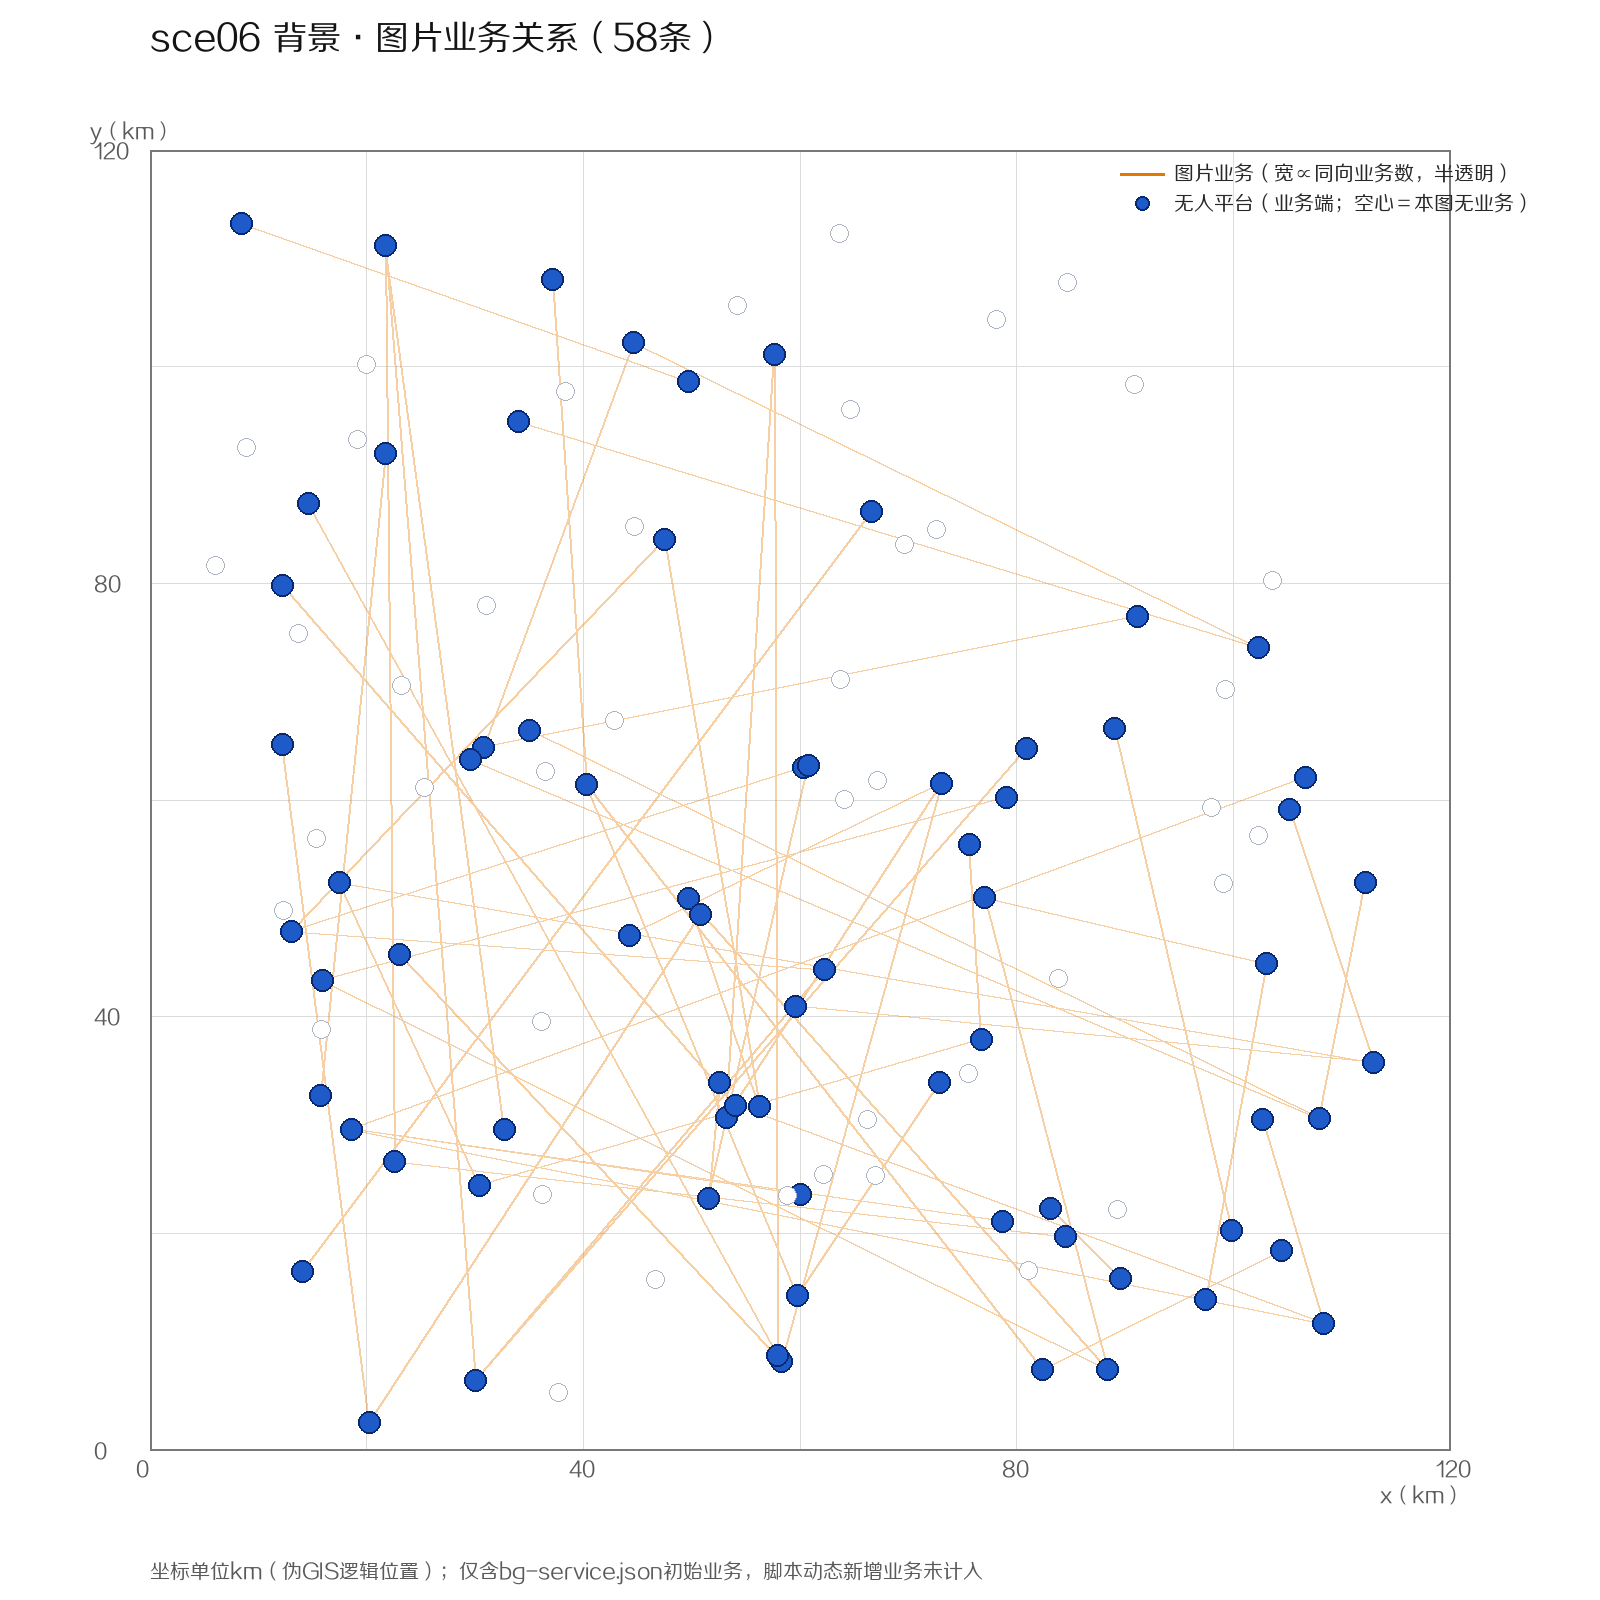 sce06 背景·图片业务关系（58条）
y（km）
120
图片业务（宽∝同向业务数，半透明）
无人平台（业务端；空心＝本图无业务）
80
40
0
0 40 80 120
x（km）
坐标单位km（伪GIS逻辑位置）；仅含bg-service.json初始业务，脚本动态新增业务未计入